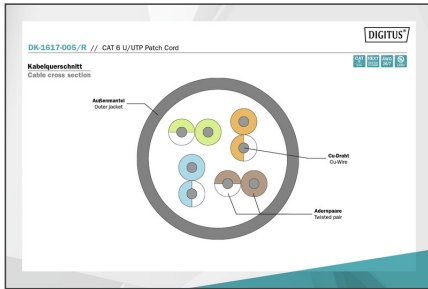 DIGITUS®
DK-1617-005/R // CAT 6 U/UTP Patch Cord
Kabelquerschnitt
Cable cross section
Außenmantel
Outer jacket
Cu-Draht
Cu-Wire
Adernpaare
Twisted pair